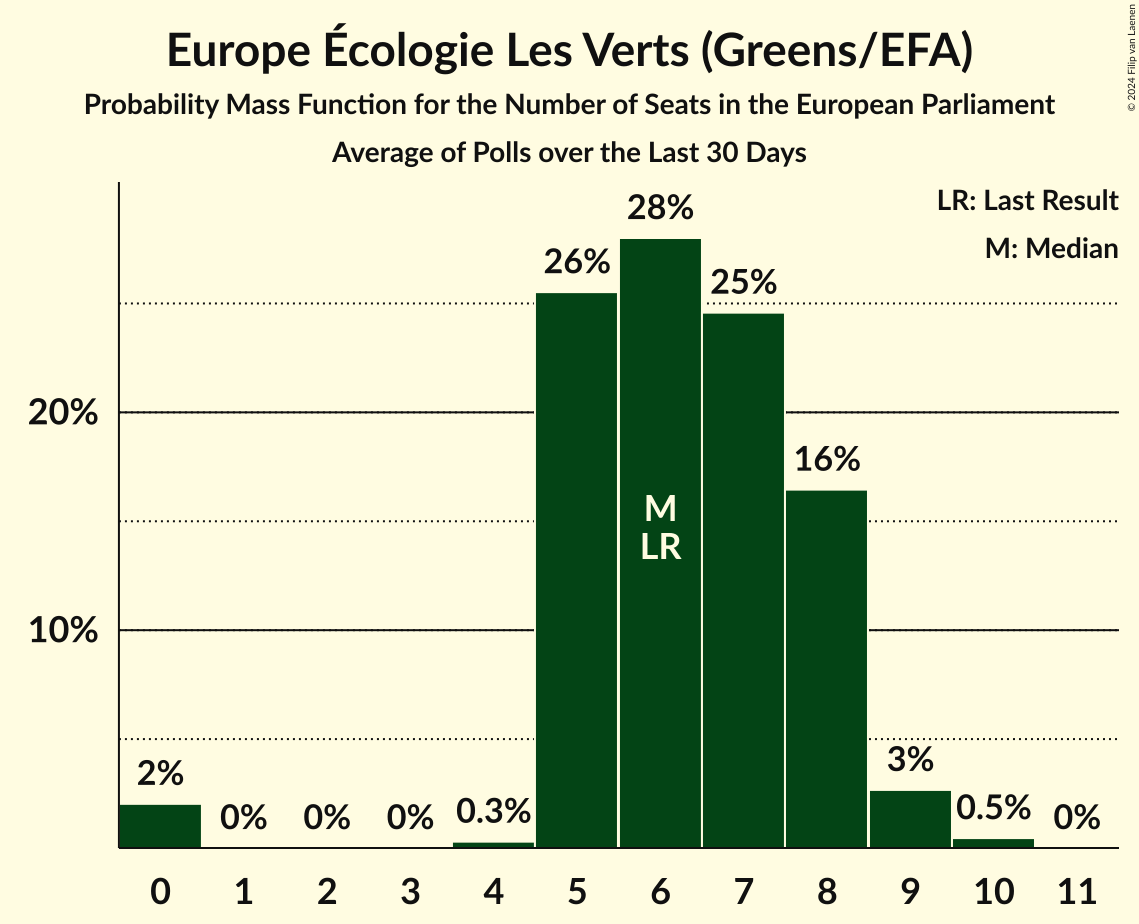 Europe Écologie Les Verts (Greens/EFA)
Probability Mass Function for the Number of Seats in the European Parliament
Average of Polls over the Last 30 Days
© 2024 Filip van Laenen
LR: Last Result
M: Median
28%
26%
25%
20%
16%
M
LR
10%
2%
0%
0%
0%
0.3%
3%
0.5%
0%
0 1 2 3 4 5 6 7 8 9 10 11